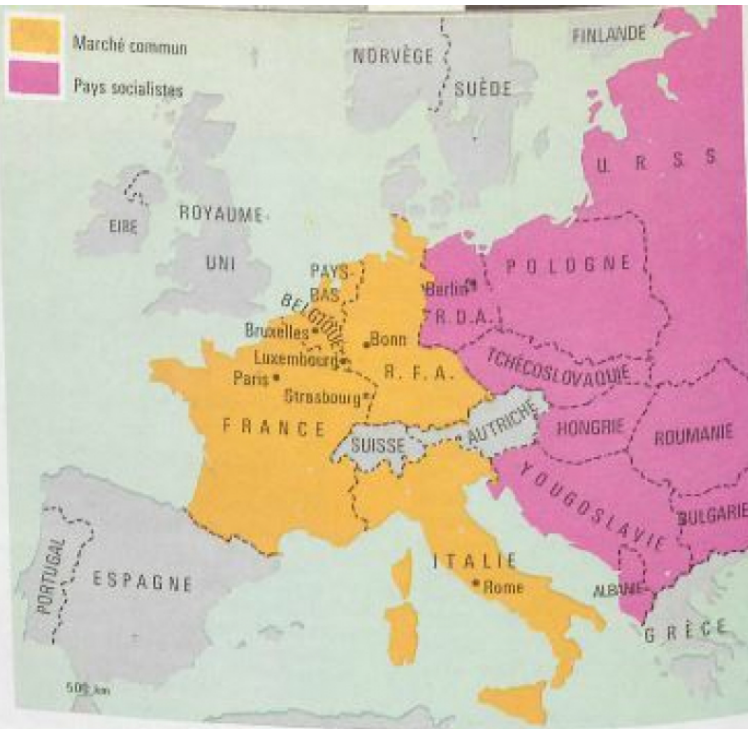 Marché commun
Pays socialistes
NORVÈGE
SUÈDE
FINLANDE
U. R. S. S.
EIRE
ROYAUME-
UNI
PAYS-
BAS
BELGIQUE
Bruxelles
Luxembourg
Paris
Strasbourg
Bonn
R. F. A.
FRANCE
Berlin
R.D.A.
POLOGNE
TCHÉCOSLOVAQUIE
SUISSE
AUTRICHE
HONGRIE
ROUMANIE
YOUGOSLAVIE
BULGARIE
ALBANIE
GRÈCE
ITALIE
Rome
PORTUGAL
ESPAGNE
500 km